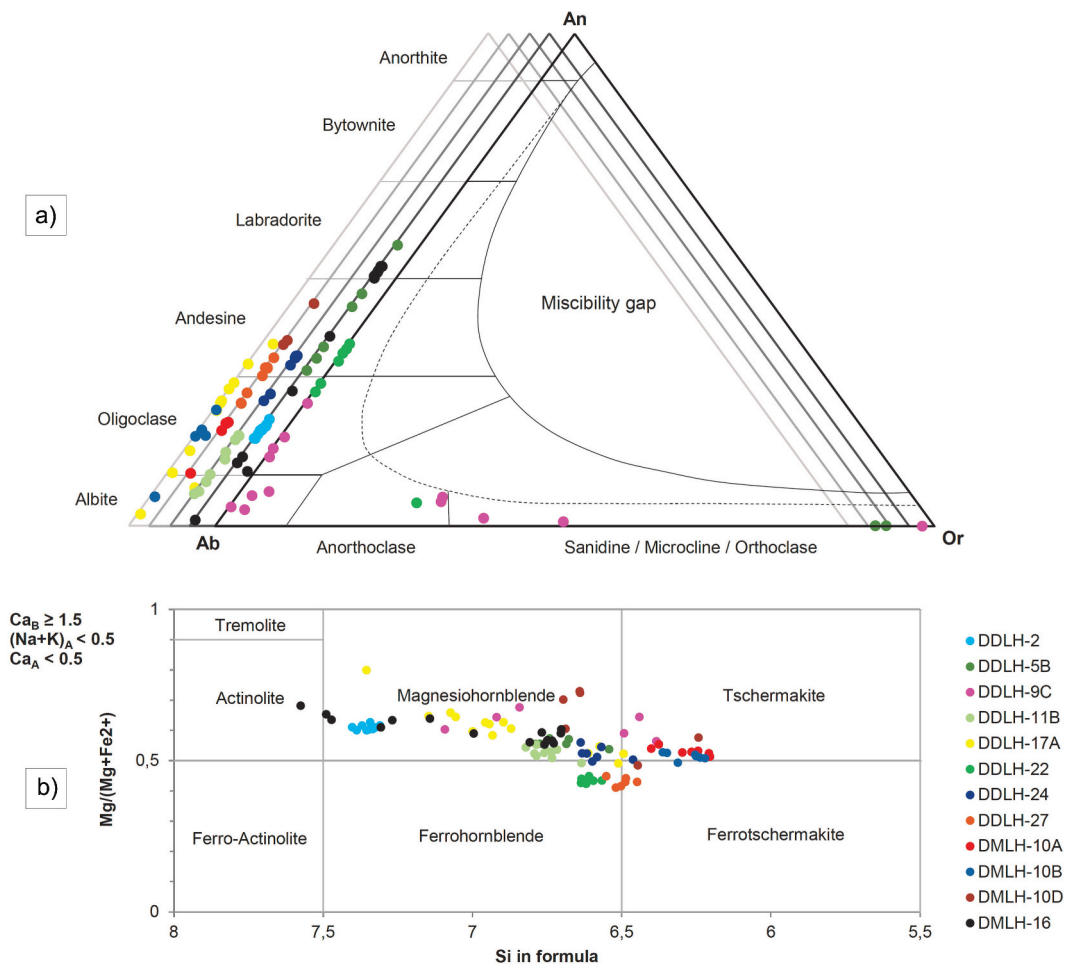 An
Anorthite
Bytownite
a)
Labradorite
Miscibility gap
Andesine
Oligoclase
Albite
Ab
Anorthoclase
Sanidine / Microcline / Orthoclase
Or
b)
CaB ≥ 1.5
(Na+K)A < 0.5
CaA < 0.5
Mg/(Mg+Fe2+)
1
0,5
0
Tremolite
Actinolite
Magnesiohornblende
Tschermakite
Ferro-Actinolite
Ferrohornblende
Ferrotschermakite
8
7,5
7
6,5
6
5,5
Si in formula
DDLH-2
DDLH-5B
DDLH-9C
DDLH-11B
DDLH-17A
DDLH-22
DDLH-24
DDLH-27
DMLH-10A
DMLH-10B
DMLH-10D
DMLH-16